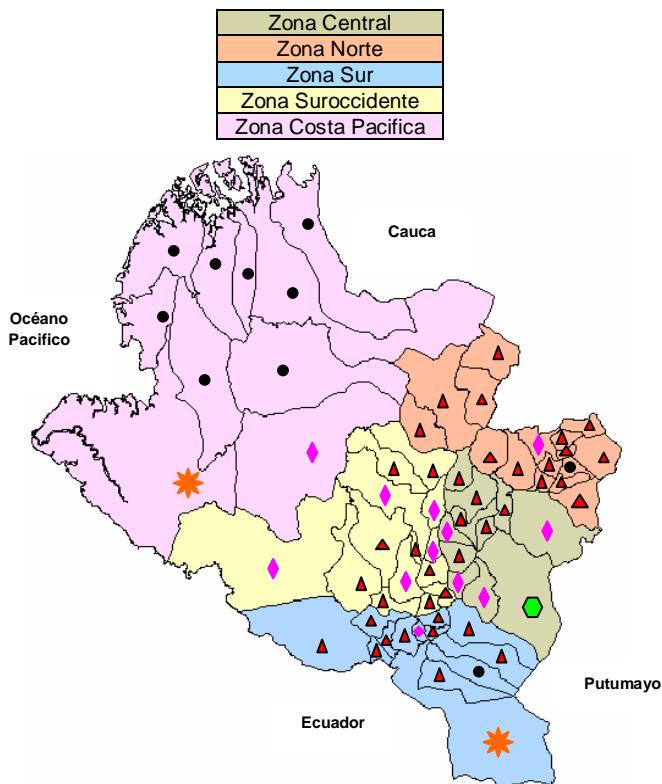 Zona Central
Zona Norte
Zona Sur
Zona Suroccidente
Zona Costa Pacifica
Cauca
Océano
Pacifico
Putumayo
Ecuador